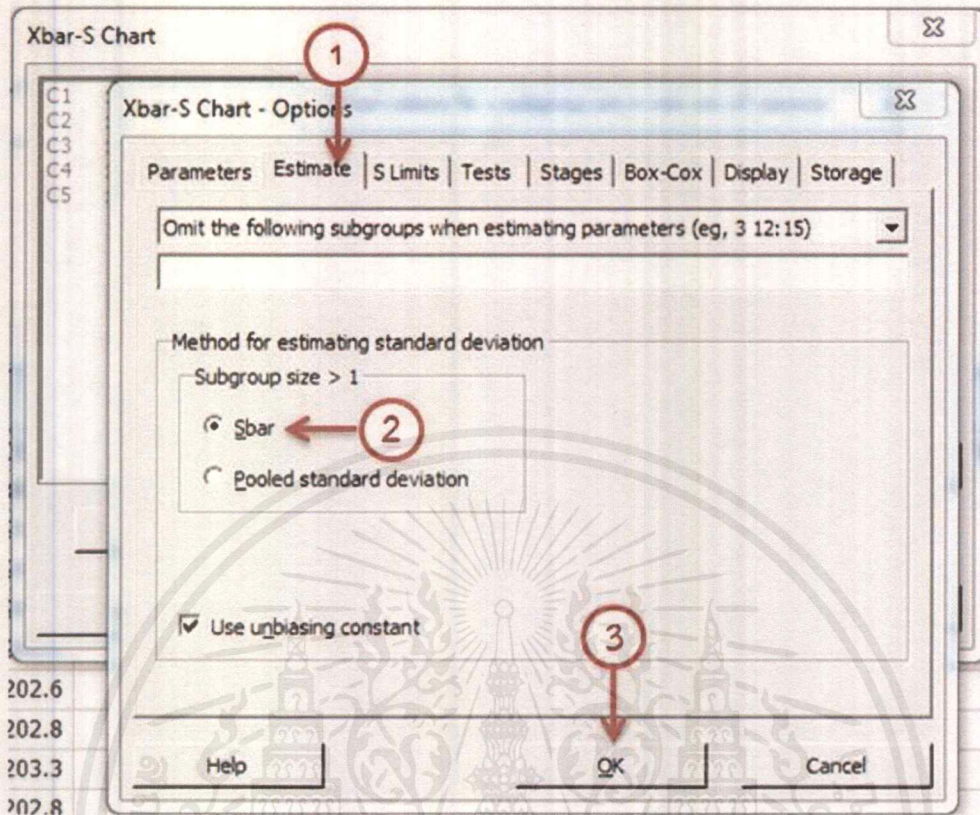 Xbar-S Chart
1
C1
C2
C3
C4
C5
Xbar-S Chart - Options
Parameters Estimate S Limits Tests Stages Box-Cox Display Storage
Omit the following subgroups when estimating parameters (eg, 3 12:15)
Method for estimating standard deviation
Subgroup size > 1
Sbar
2
Pooled standard deviation
Use unbiasing constant
3
202.6
202.8
203.3
202.8
Help OK Cancel